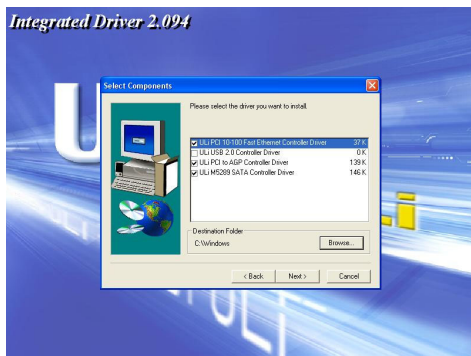 Integrated Driver 2.094
Select Components
Please select the driver you want to install.
ULi PCI 10-100 Fast Ethernet Controller Driver 37 K
ULi USB 2.0 Controller Driver 0 K
ULi PCI to AGP Controller Driver 139 K
ULi M5289 SATA Controller Driver 146 K
Destination Folder
C:\Windows
Browse...
< Back
Next >
Cancel